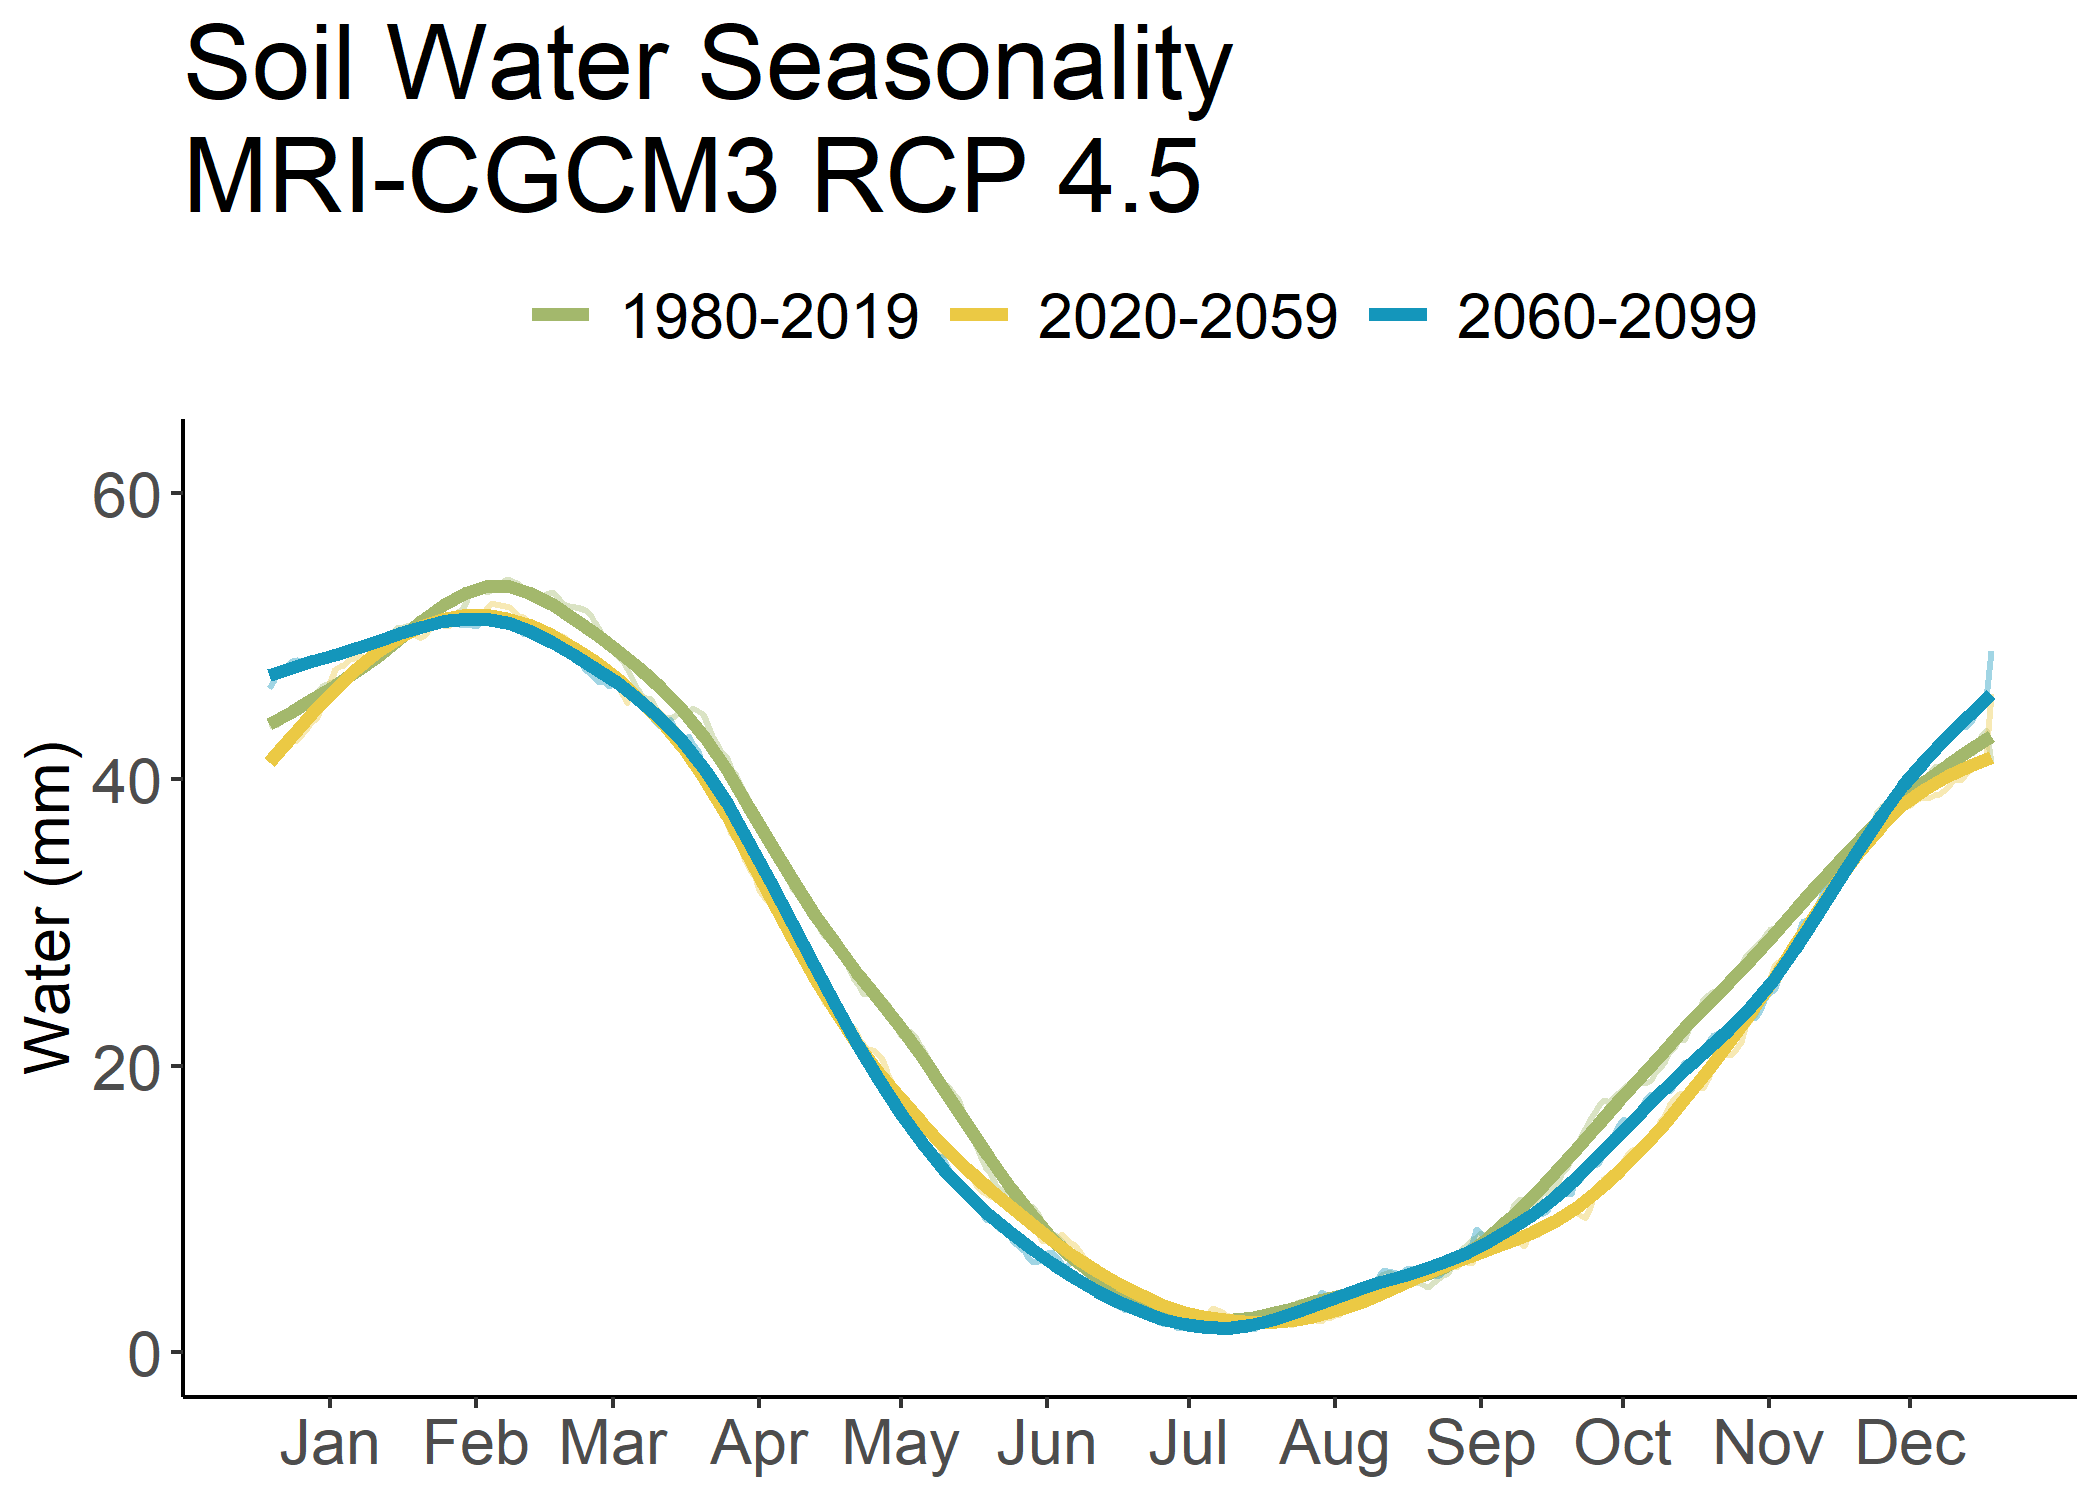 Soil Water Seasonality
MRI-CGCM3 RCP 4.5
1980-2019 2020-2059 2060-2099
Water (mm)
60
40
20
0
Jan Feb Mar Apr May Jun Jul Aug Sep Oct Nov Dec